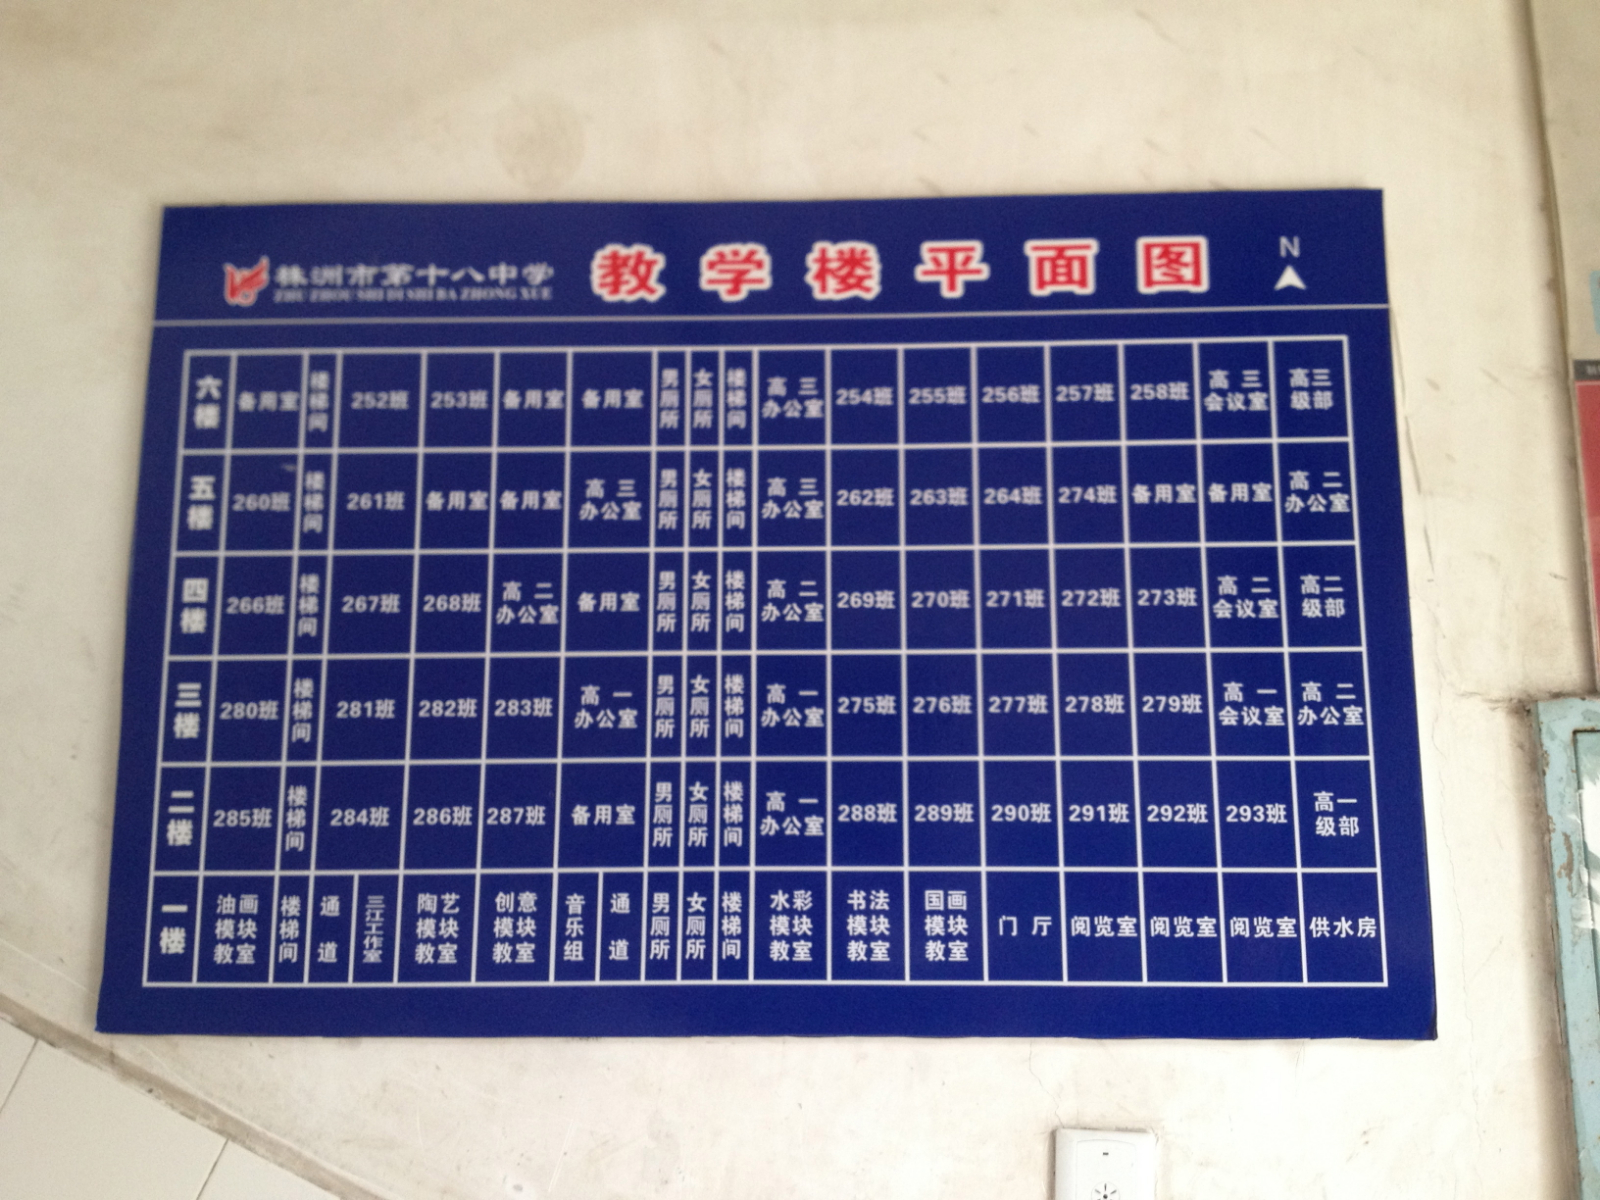 株洲市第十八中学
ZHU ZHOU SHI DI SHI BA ZHONG XUE
教学楼平面图
N
六楼 备用室 楼梯间 252班 253班 备用室 备用室 男厕所 女厕所 楼梯间 高三办公室 254班 255班 256班 257班 258班 高三会议室 高三级部
五楼 260班 楼梯间 261班 备用室 备用室 高三办公室 男厕所 女厕所 楼梯间 高三办公室 262班 263班 264班 274班 备用室 备用室 高二办公室
四楼 266班 楼梯间 267班 268班 高二办公室 备用室 男厕所 女厕所 楼梯间 高二办公室 269班 270班 271班 272班 273班 高二会议室 高二级部
三楼 280班 楼梯间 281班 282班 283班 高一办公室 男厕所 女厕所 楼梯间 高一办公室 275班 276班 277班 278班 279班 高一会议室 高二办公室
二楼 285班 楼梯间 284班 286班 287班 备用室 男厕所 女厕所 楼梯间 高一办公室 288班 289班 290班 291班 292班 293班 高一级部
一楼 油画模块教室 楼梯间 通道 三江工作室 陶艺模块教室 创意模块教室 音乐组 通道 男厕所 女厕所 楼梯间 水彩模块教室 书法模块教室 国画模块教室 门厅 阅览室 阅览室 阅览室 供水房